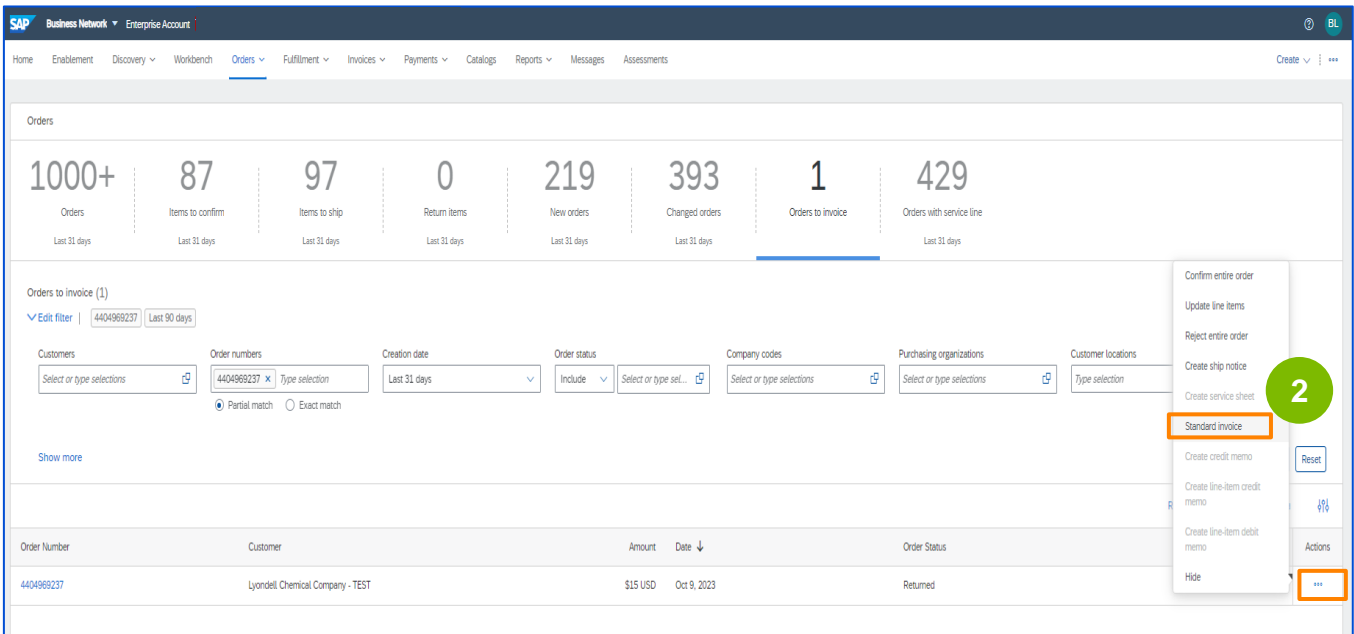 SAP Business Network Enterprise Account BL
Home Enablement Discovery Workbench Orders Fulfillment Invoices Payments Catalogs Reports Messages Assessments Create
Orders
1000+ 87 97 0 219 393 1 429
Orders Items to confirm Items to ship Return items New orders Changed orders Orders to invoice Orders with service line
Last 31 days Last 31 days Last 31 days Last 31 days Last 31 days Last 31 days Last 31 days
Confirm entire order
Orders to invoice (1)
Update line items
Edit filter 4404969237 Last 90 days
Reject entire order
Customers Order numbers Creation date Order status Company codes Purchasing organizations Customer locations
Create ship notice
Select or type selections 4404969237 x Type selection Last 31 days Include Select or type sel... Select or type selections Select or type selections Type selection
2
Create service sheet
Partial match Exact match
Standard invoice
Show more
Create credit memo
Reset
Create line-item credit
memo
Create line-item debit
memo
Order Number Customer Amount Date Order Status Actions
Hide
4404969237 Lyondell Chemical Company - TEST $15 USD Oct 9, 2023 Returned